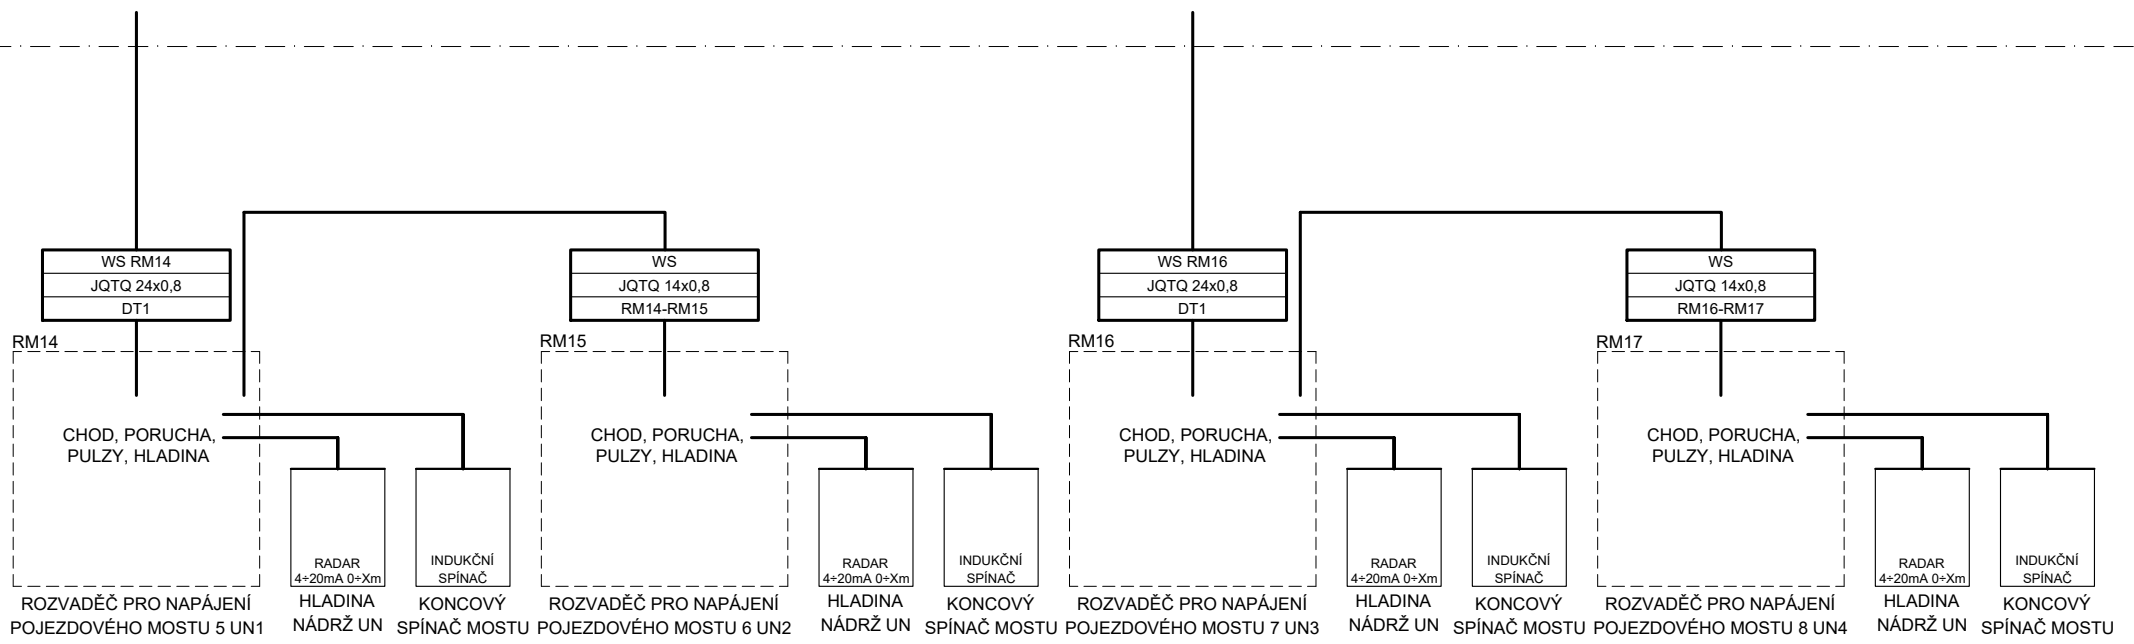 WS RM14
JQTQ 24x0,8
DT1
WS
JQTQ 14x0,8
RM14-RM15
WS RM16
JQTQ 24x0,8
DT1
WS
JQTQ 14x0,8
RM16-RM17
RM14
CHOD, PORUCHA,
PULZY, HLADINA
RADAR
4÷20mA 0÷Xm
INDUKČNÍ
SPÍNAČ
ROZVADĚČ PRO NAPÁJENÍ
POJEZDOVÉHO MOSTU 5 UN1
HLADINA
NÁDRŽ UN
KONCOVÝ
SPÍNAČ MOSTU
RM15
CHOD, PORUCHA,
PULZY, HLADINA
RADAR
4÷20mA 0÷Xm
INDUKČNÍ
SPÍNAČ
ROZVADĚČ PRO NAPÁJENÍ
POJEZDOVÉHO MOSTU 6 UN2
HLADINA
NÁDRŽ UN
KONCOVÝ
SPÍNAČ MOSTU
RM16
CHOD, PORUCHA,
PULZY, HLADINA
RADAR
4÷20mA 0÷Xm
INDUKČNÍ
SPÍNAČ
ROZVADĚČ PRO NAPÁJENÍ
POJEZDOVÉHO MOSTU 7 UN3
HLADINA
NÁDRŽ UN
KONCOVÝ
SPÍNAČ MOSTU
RM17
CHOD, PORUCHA,
PULZY, HLADINA
RADAR
4÷20mA 0÷Xm
INDUKČNÍ
SPÍNAČ
ROZVADĚČ PRO NAPÁJENÍ
POJEZDOVÉHO MOSTU 8 UN4
HLADINA
NÁDRŽ UN
KONCOVÝ
SPÍNAČ MOSTU